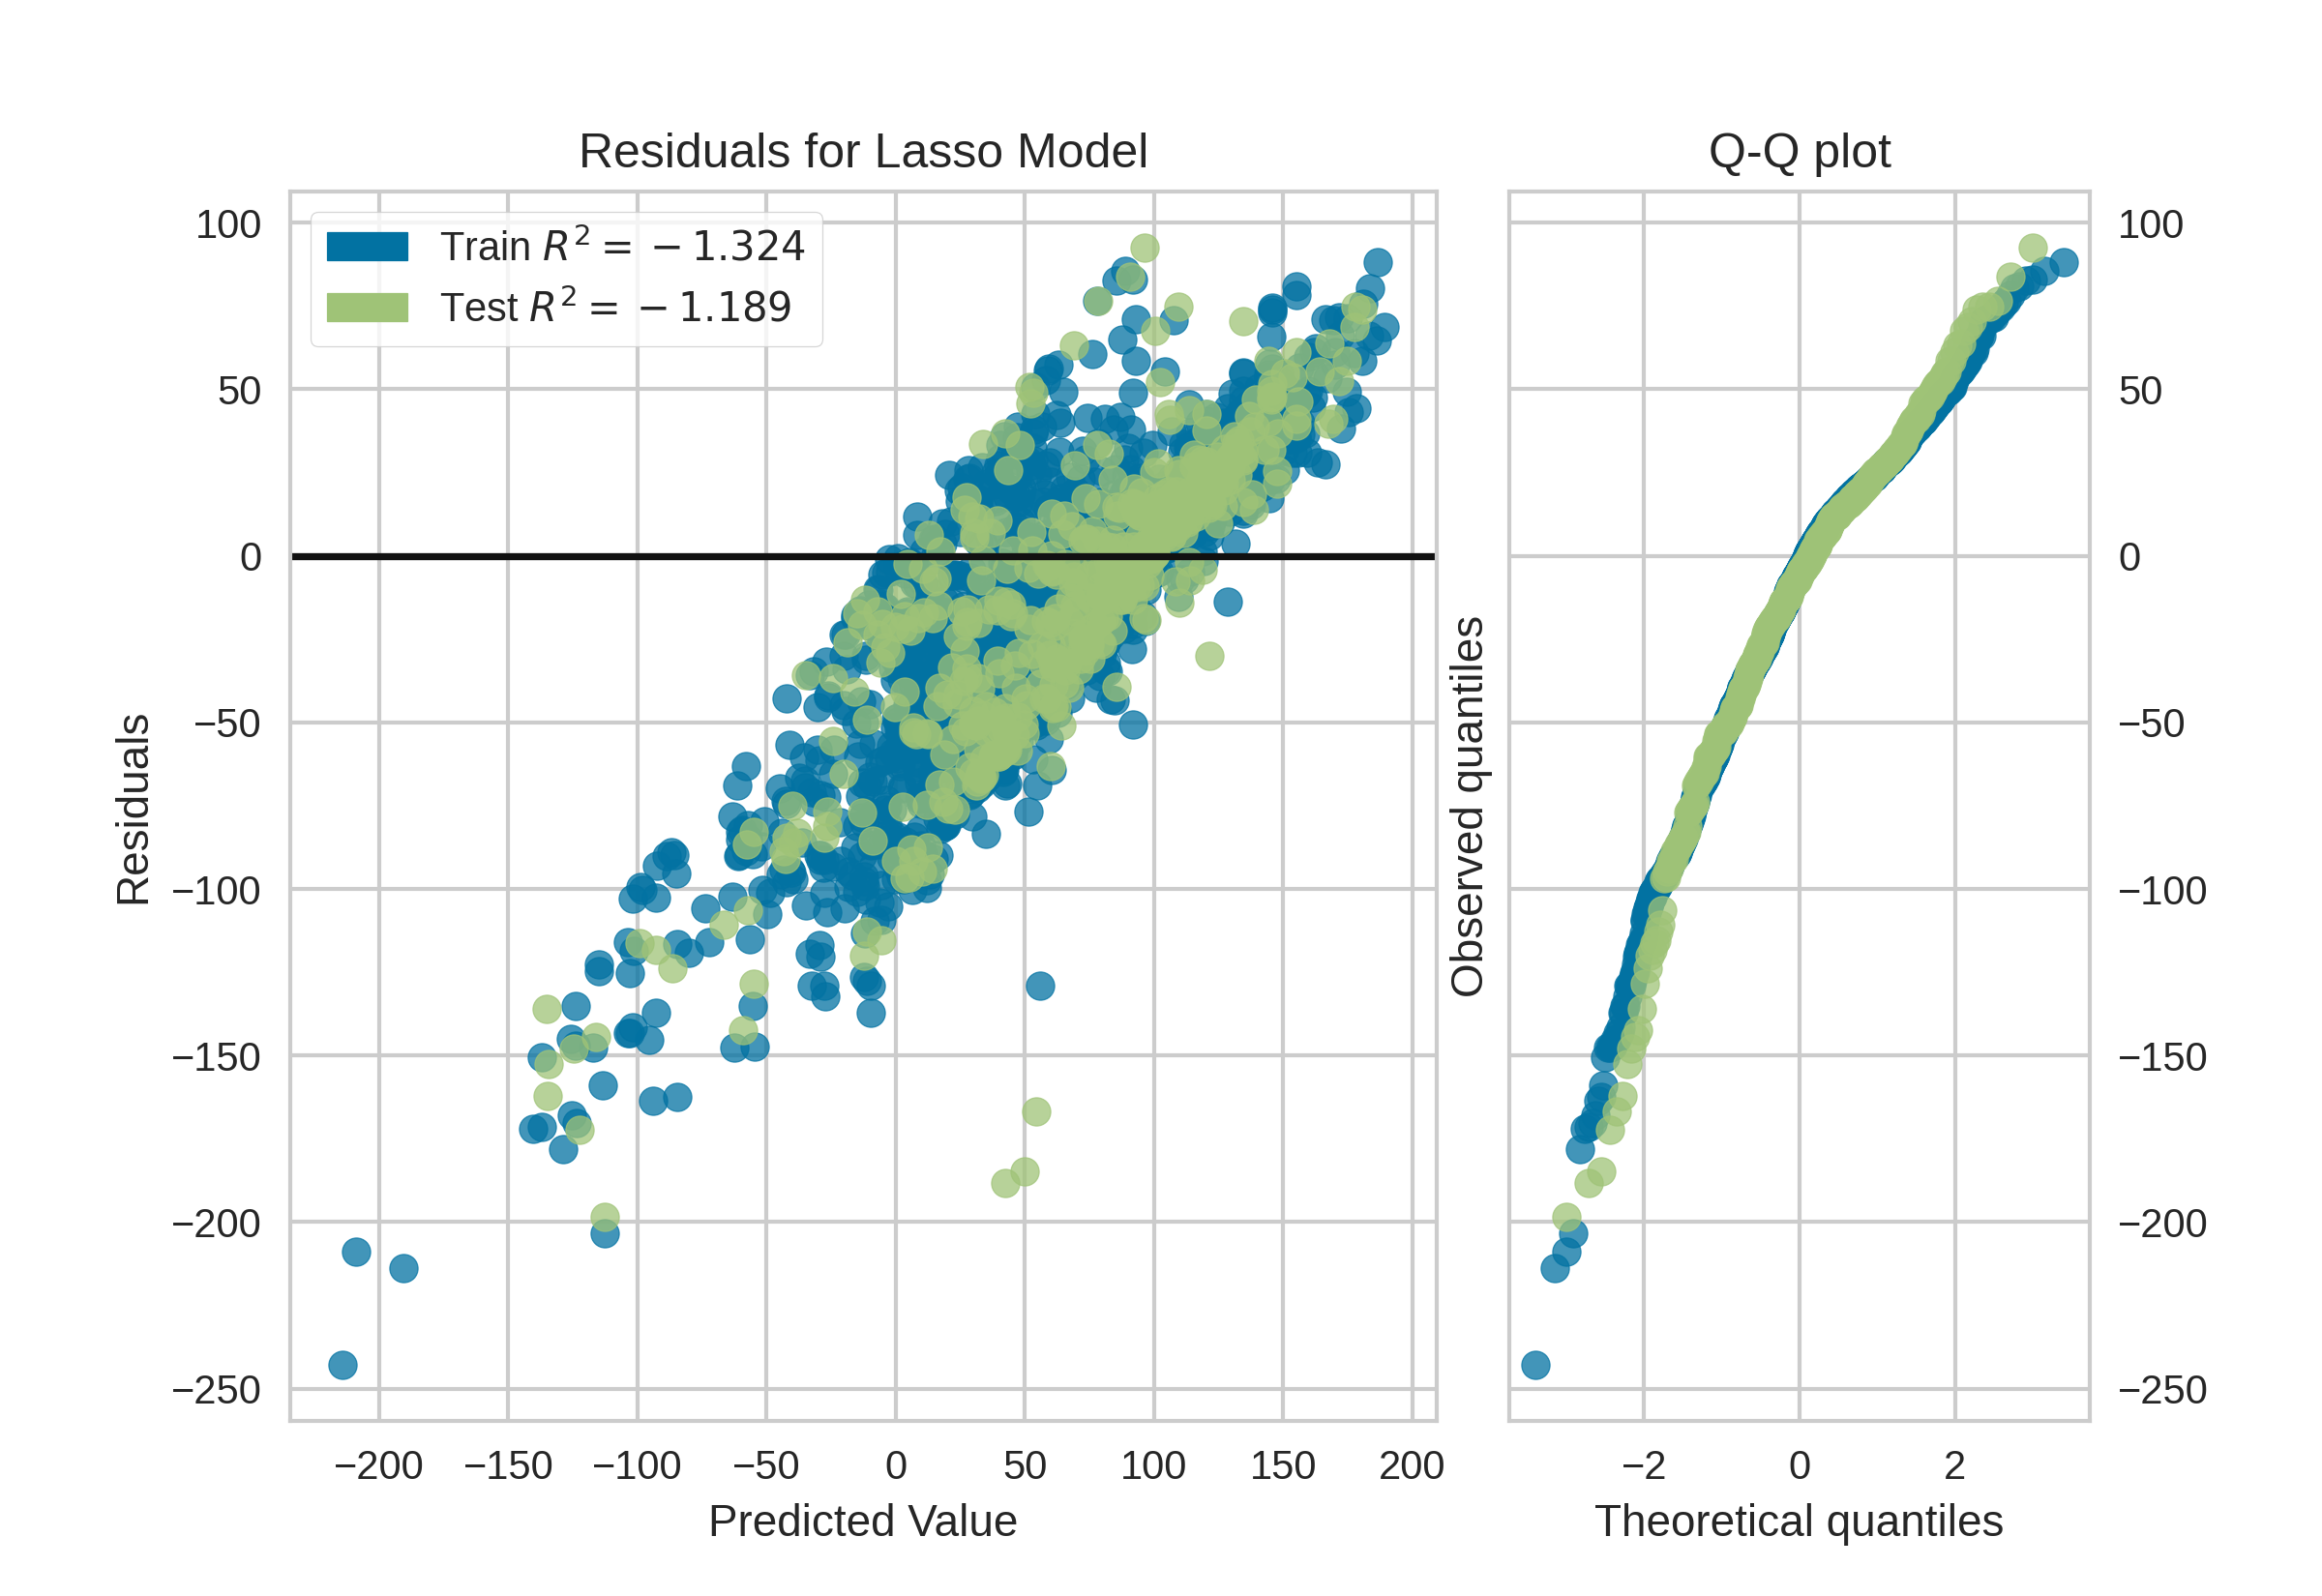 Residuals for Lasso Model
Train R² = −1.324
Test R² = −1.189
100
50
0
−50
−100
−150
−200
−250
Residuals
−200 −150 −100 −50 0 50 100 150 200
Predicted Value
Q-Q plot
Observed quantiles
100
50
0
−50
−100
−150
−200
−250
−2 0 2
Theoretical quantiles